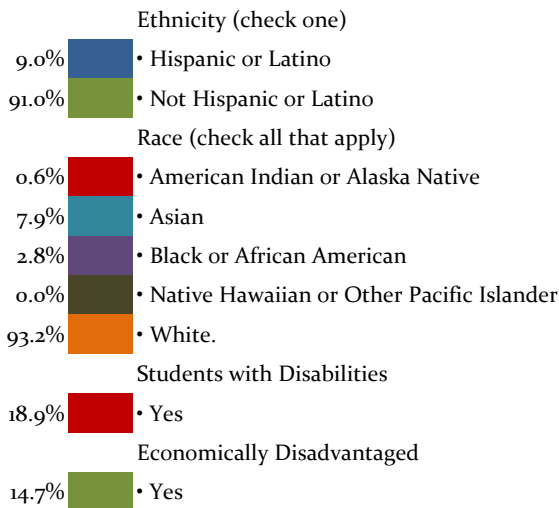 Ethnicity (check one)
9.0% • Hispanic or Latino
91.0% • Not Hispanic or Latino
Race (check all that apply)
0.6% • American Indian or Alaska Native
7.9% • Asian
2.8% • Black or African American
0.0% • Native Hawaiian or Other Pacific Islander
93.2% • White.
Students with Disabilities
18.9% • Yes
Economically Disadvantaged
14.7% • Yes